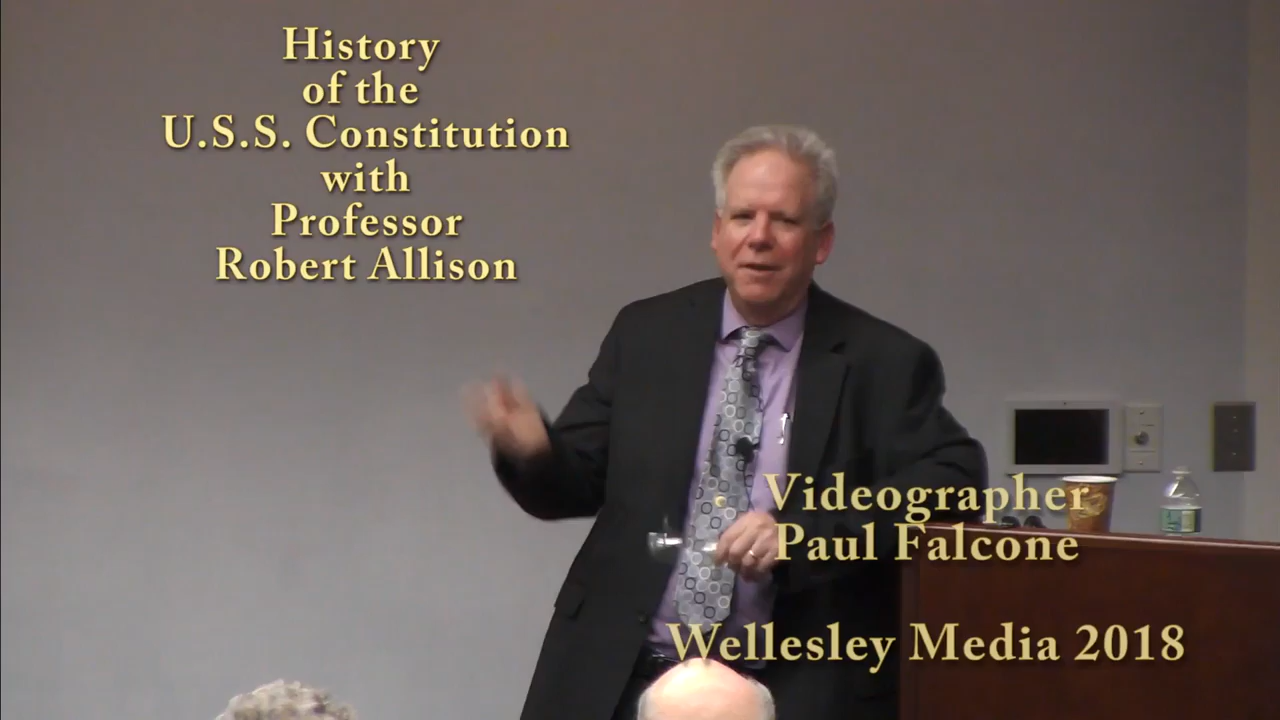 History
of the
U.S.S. Constitution
with
Professor
Robert Allison
Videographer
Paul Falcone
Wellesley Media 2018